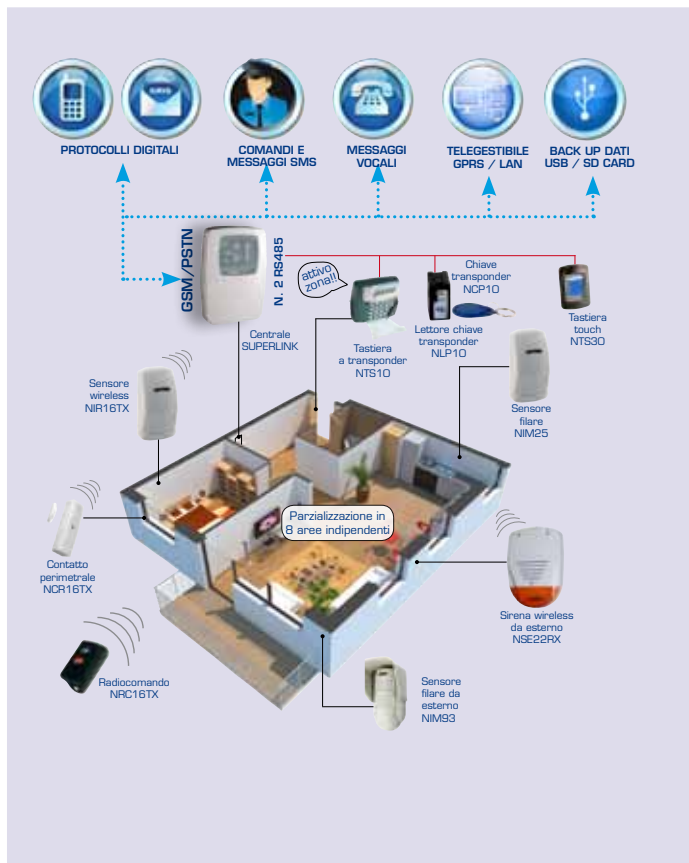 PROTOCOLLI DIGITALI
COMANDI E
MESSAGGI SMS
MESSAGGI
VOCALI
TELEGESTIBILE
GPRS / LAN
BACK UP DATI
USB / SD CARD
GSM/PSTN
N. 2 RS485
attivo
zona!!
Chiave
transponder
NCP10
Centrale
SUPERLINK
Tastiera
a transponder
NTS10
Lettore chiave
transponder
NLP10
Tastiera
touch
NTS30
Sensore
wireless
NIR16TX
Sensore
filare
NIM25
Parzializzazione in
8 aree indipendenti
Contatto
perimetrale
NCR16TX
Sirena wireless
da esterno
NSE22RX
Radiocomando
NRC16TX
Sensore
filare da
esterno
NIM93